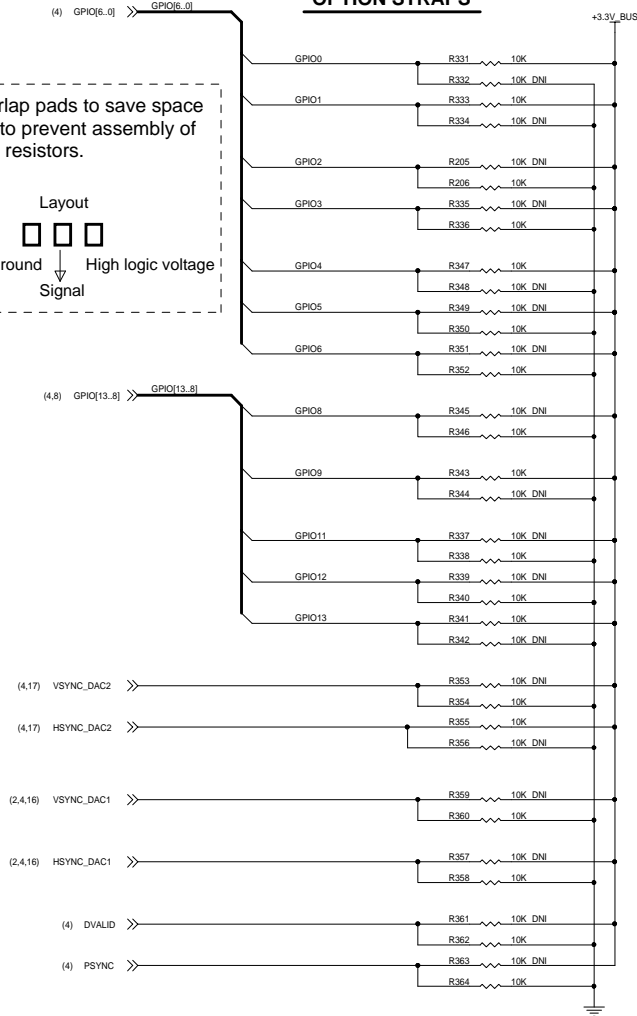 OPTION STRAPS
+3.3V_BUS
(4) GPIO[6..0] GPIO[6..0]
GPIO0 R331 10K
R332 10K DNI
GPIO1 R333 10K
R334 10K DNI
GPIO2 R205 10K DNI
R206 10K
GPIO3 R335 10K DNI
R336 10K
GPIO4 R347 10K
R348 10K DNI
GPIO5 R349 10K DNI
R350 10K
GPIO6 R351 10K DNI
R352 10K
rlap pads to save space
to prevent assembly of
resistors.
Layout
round High logic voltage
Signal
(4,8) GPIO[13..8] GPIO[13..8]
GPIO8 R345 10K DNI
R346 10K
GPIO9 R343 10K
R344 10K DNI
GPIO11 R337 10K DNI
R338 10K
GPIO12 R339 10K DNI
R340 10K
GPIO13 R341 10K
R342 10K DNI
(4,17) VSYNC_DAC2 R353 10K DNI
R354 10K
(4,17) HSYNC_DAC2 R355 10K
R356 10K DNI
(2,4,16) VSYNC_DAC1 R359 10K DNI
R360 10K
(2,4,16) HSYNC_DAC1 R357 10K DNI
R358 10K
(4) DVALID R361 10K DNI
R362 10K
(4) PSYNC R363 10K DNI
R364 10K